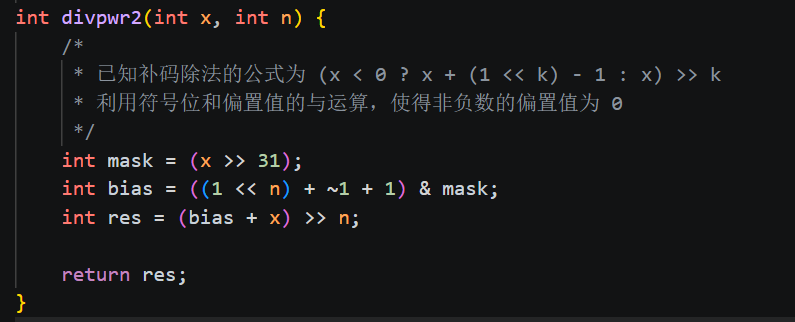 int divpwr2(int x, int n) {
    /*
     * 已知补码除法的公式为 (x < 0 ? x + (1 << k) - 1 : x) >> k
     * 利用符号位和偏置值的与运算，使得非负数的偏置值为 0
     */
    int mask = (x >> 31);
    int bias = ((1 << n) + ~1 + 1) & mask;
    int res = (bias + x) >> n;

    return res;
}